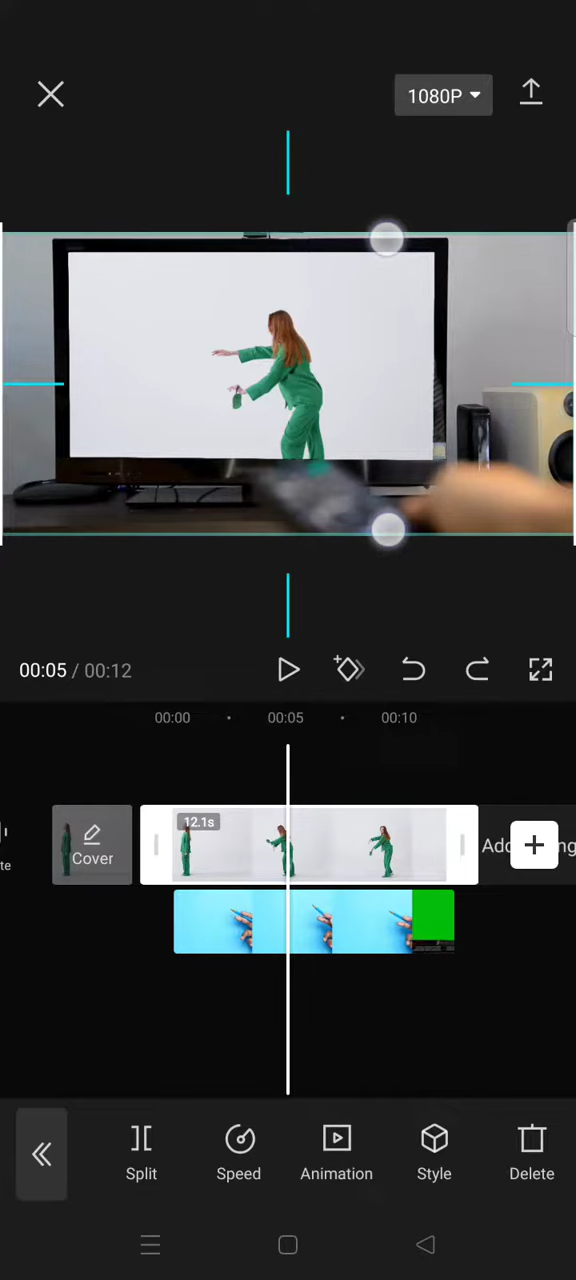 1080P
00:05 / 00:12
00:00
00:05
00:10
12.1s
Cover
Split
Speed
Animation
Style
Delete